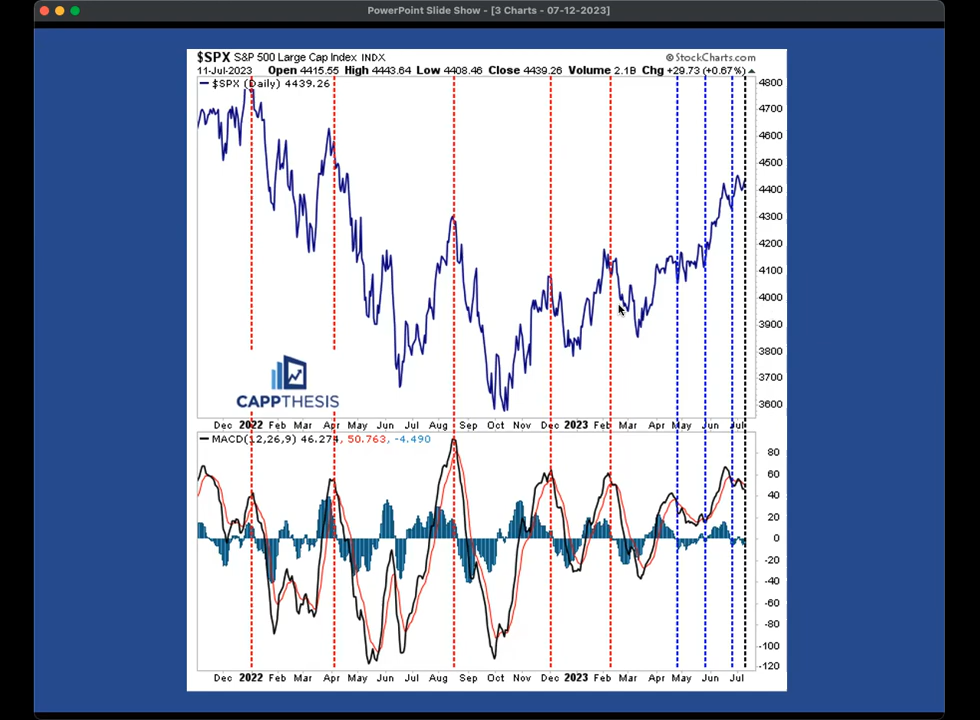 PowerPoint Slide Show - [3 Charts - 07-12-2023]
$SPX S&P 500 Large Cap Index INDX
© StockCharts.com
11-Jul-2023 Open 4415.55 High 4443.64 Low 4408.46 Close 4439.26 Volume 2.1B Chg +29.73 (+0.67%)
$SPX (Daily) 4439.26
4800
4700
4600
4500
4400
4300
4200
4100
4000
3900
3800
3700
3600
CAPPTHESIS
Dec 2022 Feb Mar Apr May Jun Jul Aug Sep Oct Nov Dec 2023 Feb Mar Apr May Jun Jul
MACD(12,26,9) 46.274, 50.763, -4.490
80
60
40
20
0
-20
-40
-60
-80
-100
-120
Dec 2022 Feb Mar Apr May Jun Jul Aug Sep Oct Nov Dec 2023 Feb Mar Apr May Jun Jul